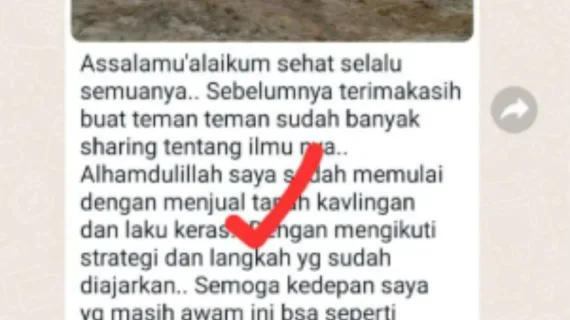 Assalamu'alaikum sehat selalu
semuanya.. Sebelumnya terimakasih
buat teman teman sudah banyak
sharing tentang ilmu nya..
Alhamdulillah saya sudah memulai
dengan menjual tanah kavlingan
dan laku keras.. Dengan mengikuti
strategi dan langkah yg sudah
diajarkan.. Semoga kedepan saya
yg masih awam ini bsa seperti